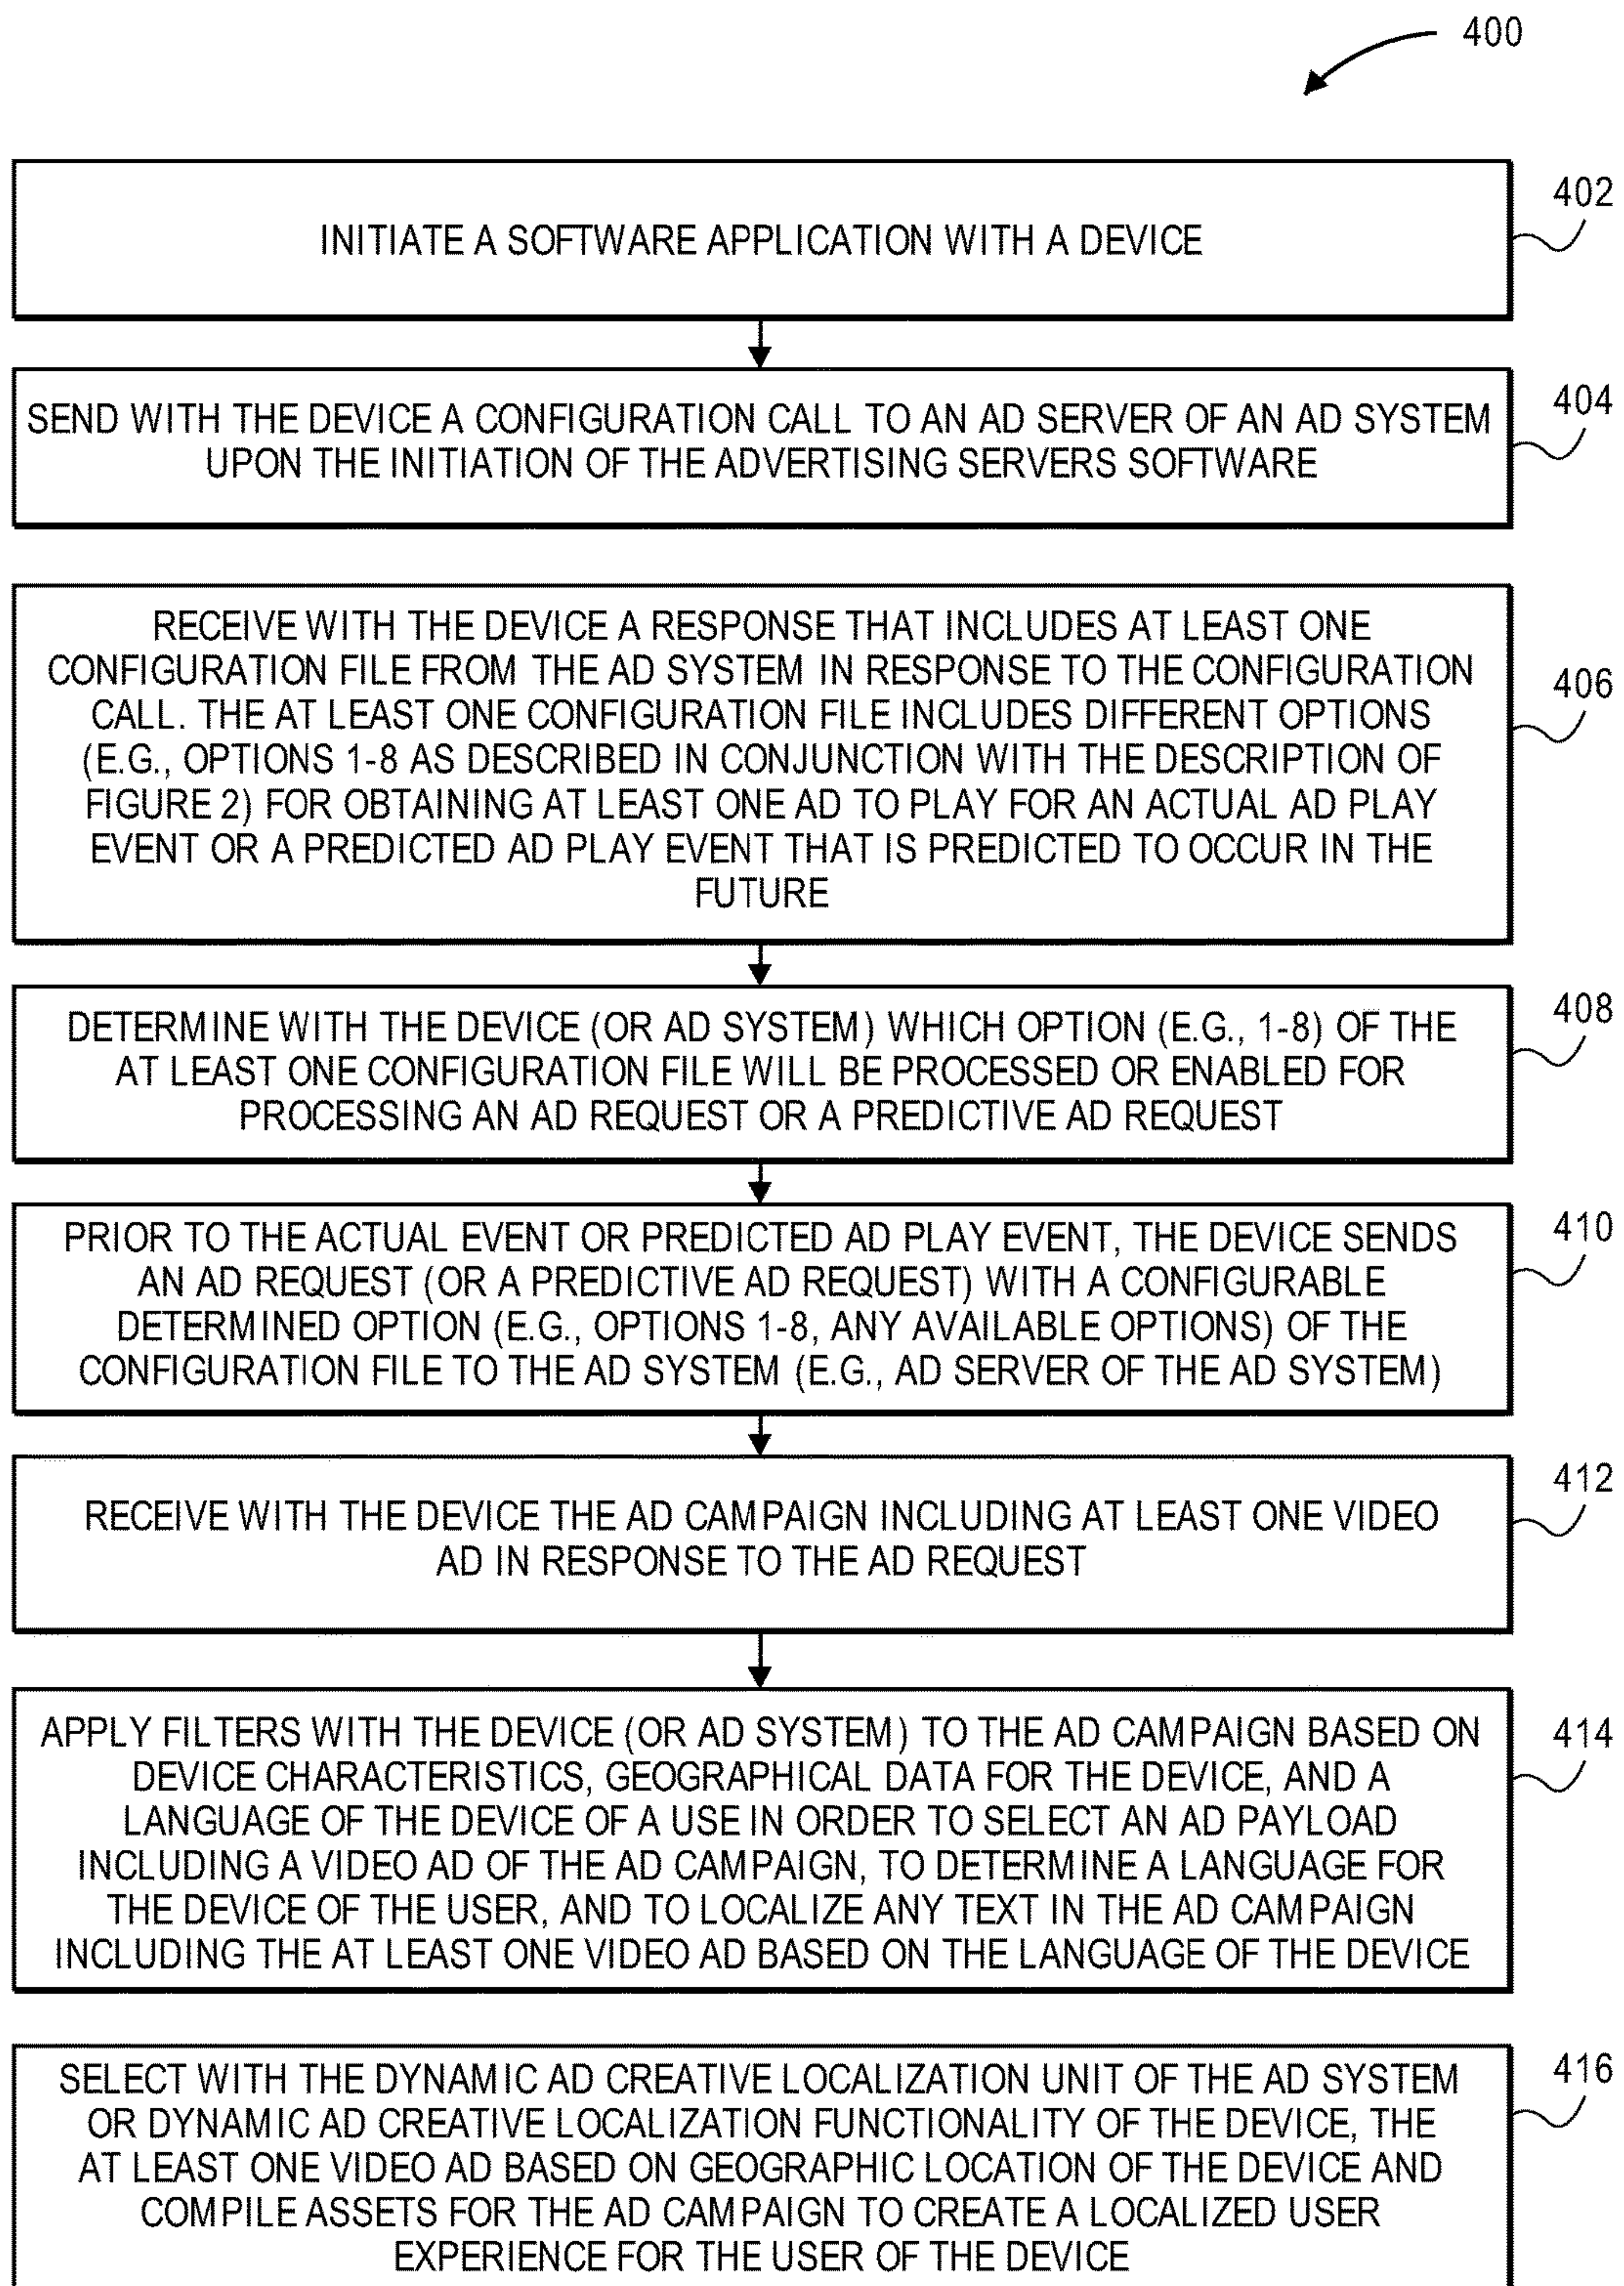 400
402
INITIATE A SOFTWARE APPLICATION WITH A DEVICE
404
SEND WITH THE DEVICE A CONFIGURATION CALL TO AN AD SERVER OF AN AD SYSTEM
UPON THE INITIATION OF THE ADVERTISING SERVERS SOFTWARE
406
RECEIVE WITH THE DEVICE A RESPONSE THAT INCLUDES AT LEAST ONE
CONFIGURATION FILE FROM THE AD SYSTEM IN RESPONSE TO THE CONFIGURATION
CALL. THE AT LEAST ONE CONFIGURATION FILE INCLUDES DIFFERENT OPTIONS
(E.G., OPTIONS 1-8 AS DESCRIBED IN CONJUNCTION WITH THE DESCRIPTION OF
FIGURE 2) FOR OBTAINING AT LEAST ONE AD TO PLAY FOR AN ACTUAL AD PLAY
EVENT OR A PREDICTED AD PLAY EVENT THAT IS PREDICTED TO OCCUR IN THE
FUTURE
408
DETERMINE WITH THE DEVICE (OR AD SYSTEM) WHICH OPTION (E.G., 1-8) OF THE
AT LEAST ONE CONFIGURATION FILE WILL BE PROCESSED OR ENABLED FOR
PROCESSING AN AD REQUEST OR A PREDICTIVE AD REQUEST
410
PRIOR TO THE ACTUAL EVENT OR PREDICTED AD PLAY EVENT, THE DEVICE SENDS
AN AD REQUEST (OR A PREDICTIVE AD REQUEST) WITH A CONFIGURABLE
DETERMINED OPTION (E.G., OPTIONS 1-8, ANY AVAILABLE OPTIONS) OF THE
CONFIGURATION FILE TO THE AD SYSTEM (E.G., AD SERVER OF THE AD SYSTEM)
412
RECEIVE WITH THE DEVICE THE AD CAMPAIGN INCLUDING AT LEAST ONE VIDEO
AD IN RESPONSE TO THE AD REQUEST
414
APPLY FILTERS WITH THE DEVICE (OR AD SYSTEM) TO THE AD CAMPAIGN BASED ON
DEVICE CHARACTERISTICS, GEOGRAPHICAL DATA FOR THE DEVICE, AND A
LANGUAGE OF THE DEVICE OF A USE IN ORDER TO SELECT AN AD PAYLOAD
INCLUDING A VIDEO AD OF THE AD CAMPAIGN, TO DETERMINE A LANGUAGE FOR
THE DEVICE OF THE USER, AND TO LOCALIZE ANY TEXT IN THE AD CAMPAIGN
INCLUDING THE AT LEAST ONE VIDEO AD BASED ON THE LANGUAGE OF THE DEVICE
416
SELECT WITH THE DYNAMIC AD CREATIVE LOCALIZATION UNIT OF THE AD SYSTEM
OR DYNAMIC AD CREATIVE LOCALIZATION FUNCTIONALITY OF THE DEVICE, THE
AT LEAST ONE VIDEO AD BASED ON GEOGRAPHIC LOCATION OF THE DEVICE AND
COMPILE ASSETS FOR THE AD CAMPAIGN TO CREATE A LOCALIZED USER
EXPERIENCE FOR THE USER OF THE DEVICE